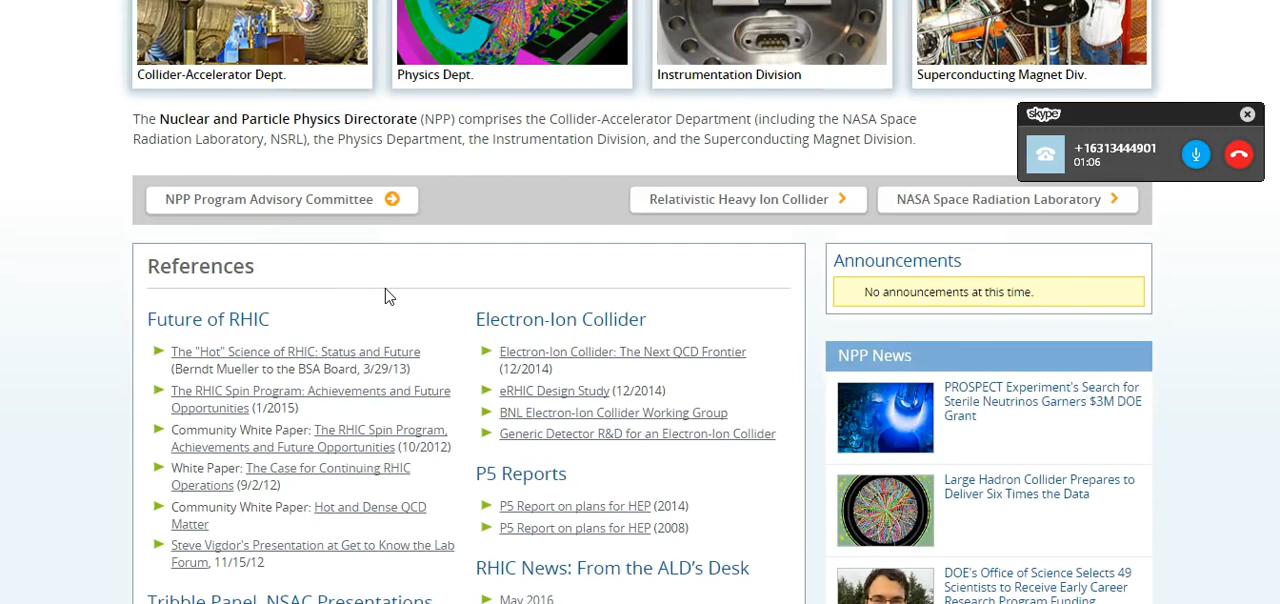 Collider-Accelerator Dept.
Physics Dept.
Instrumentation Division
Superconducting Magnet Div.
The Nuclear and Particle Physics Directorate (NPP) comprises the Collider-Accelerator Department (including the NASA Space
Radiation Laboratory, NSRL), the Physics Department, the Instrumentation Division, and the Superconducting Magnet Division.
skype
+16313444901
01:06
NPP Program Advisory Committee
Relativistic Heavy Ion Collider
NASA Space Radiation Laboratory
References
Future of RHIC
The "Hot" Science of RHIC: Status and Future
(Berndt Mueller to the BSA Board, 3/29/13)
The RHIC Spin Program: Achievements and Future
Opportunities (1/2015)
Community White Paper: The RHIC Spin Program,
Achievements and Future Opportunities (10/2012)
White Paper: The Case for Continuing RHIC
Operations (9/2/12)
Community White Paper: Hot and Dense QCD
Matter
Steve Vigdor's Presentation at Get to Know the Lab
Forum, 11/15/12
Tribble Panel, NSAC Presentations
Electron-Ion Collider
Electron-Ion Collider: The Next QCD Frontier
(12/2014)
eRHIC Design Study (12/2014)
BNL Electron-Ion Collider Working Group
Generic Detector R&D for an Electron-Ion Collider
P5 Reports
P5 Report on plans for HEP (2014)
P5 Report on plans for HEP (2008)
RHIC News: From the ALD's Desk
May 2016
Announcements
No announcements at this time.
NPP News
PROSPECT Experiment's Search for
Sterile Neutrinos Garners $3M DOE
Grant
Large Hadron Collider Prepares to
Deliver Six Times the Data
DOE's Office of Science Selects 49
Scientists to Receive Early Career
Research Program Funding